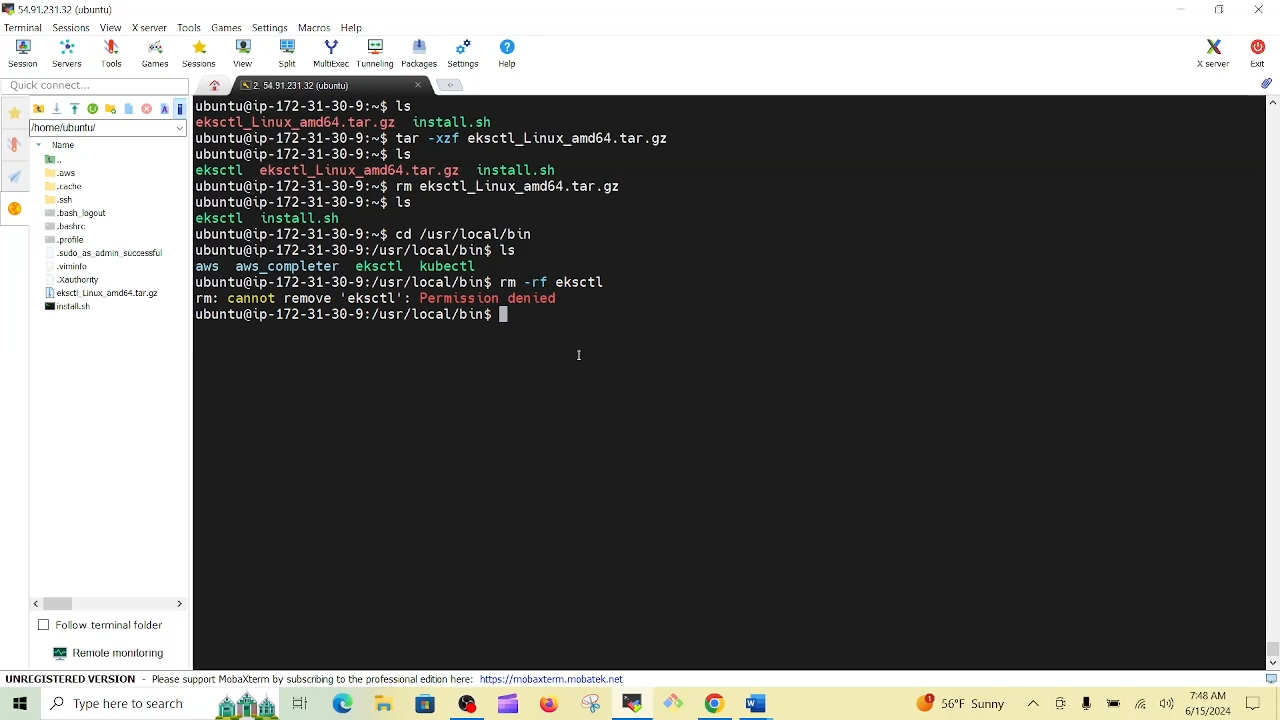 54.91.231.32 (ubuntu)
Terminal Sessions View X server Tools Games Settings Macros Help
Session Servers Tools Games Sessions View Split MultiExec Tunneling Packages Settings Help X server Exit
Quick connect...
2. 54.91.231.32 (ubuntu)
/home/ubuntu/
Name
..
.aws
.cache
.ssh
.bash_logout
.bashrc
.profile
.sudo_as_admin_successful
.viminfo
.Xauthority
eksctl_Linux_amd64.tar.gz
install.sh
Follow terminal folder
Remote monitoring
ubuntu@ip-172-31-30-9:~$ ls
eksctl_Linux_amd64.tar.gz install.sh
ubuntu@ip-172-31-30-9:~$ tar -xzf eksctl_Linux_amd64.tar.gz
ubuntu@ip-172-31-30-9:~$ ls
eksctl eksctl_Linux_amd64.tar.gz install.sh
ubuntu@ip-172-31-30-9:~$ rm eksctl_Linux_amd64.tar.gz
ubuntu@ip-172-31-30-9:~$ ls
eksctl install.sh
ubuntu@ip-172-31-30-9:~$ cd /usr/local/bin
ubuntu@ip-172-31-30-9:/usr/local/bin$ ls
aws aws_completer eksctl kubectl
ubuntu@ip-172-31-30-9:/usr/local/bin$ rm -rf eksctl
rm: cannot remove 'eksctl': Permission denied
ubuntu@ip-172-31-30-9:/usr/local/bin$
UNREGISTERED VERSION - Please support MobaXterm by subscribing to the professional edition here: https://mobaxterm.mobatek.net
Type here to search
1
56°F Sunny
7:48 AM
6/15/2024